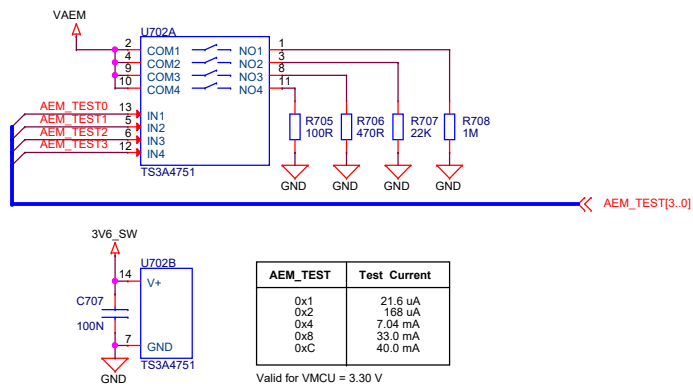 VAEM
U702A
2 COM1 NO1 1
4 COM2 NO2 3
9 COM3 NO3 8
10 COM4 NO4 11
AEM_TEST0 13 IN1
AEM_TEST1 5 IN2
AEM_TEST2 6 IN3
AEM_TEST3 12 IN4
TS3A4751
R705 R706 R707 R708
100R 470R 22K 1M
GND GND GND GND
AEM_TEST[3..0]
3V6_SW
U702B
14 V+
C707
100N
7 GND
TS3A4751
GND
AEM_TEST Test Current
0x1 21.6 uA
0x2 168 uA
0x4 7.04 mA
0x8 33.0 mA
0xC 40.0 mA
Valid for VMCU = 3.30 V